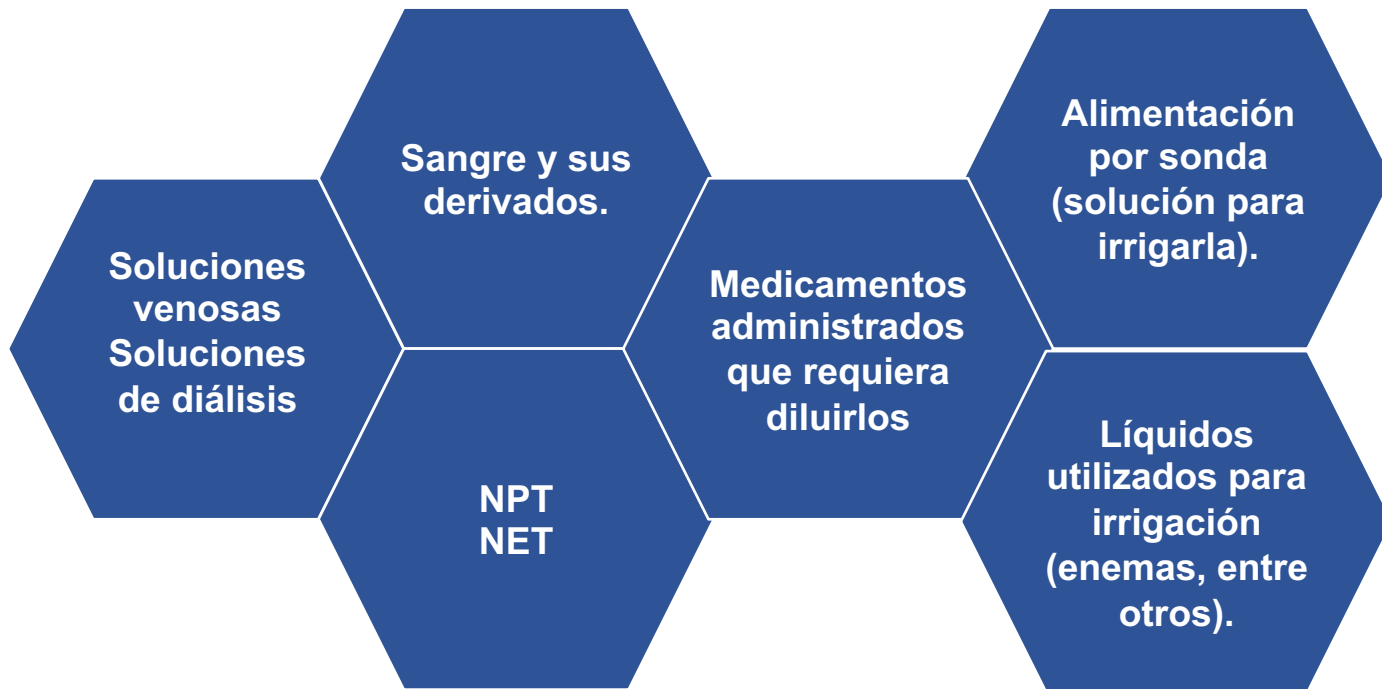 Soluciones
venosas
Soluciones
de diálisis
Sangre y sus
derivados.
NPT
NET
Medicamentos
administrados
que requiera
diluirlos
Alimentación
por sonda
(solución para
irrigarla).
Líquidos
utilizados para
irrigación
(enemas, entre
otros).